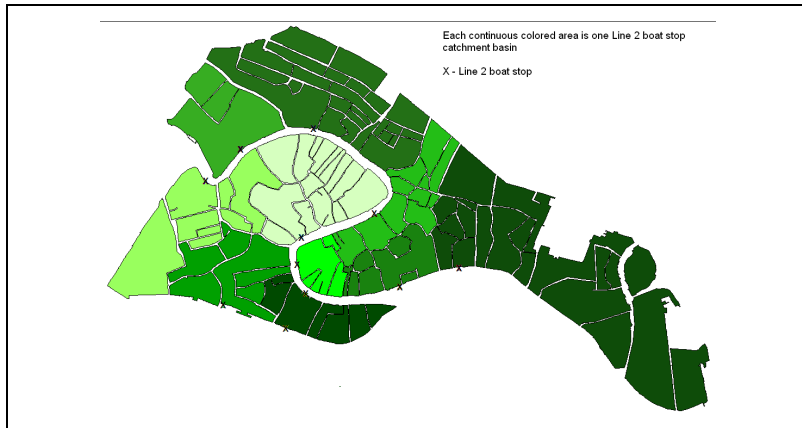 Each continuous colored area is one Line 2 boat stop
catchment basin
X - Line 2 boat stop
X
X
X
X
X
X
X
X
X
X
X